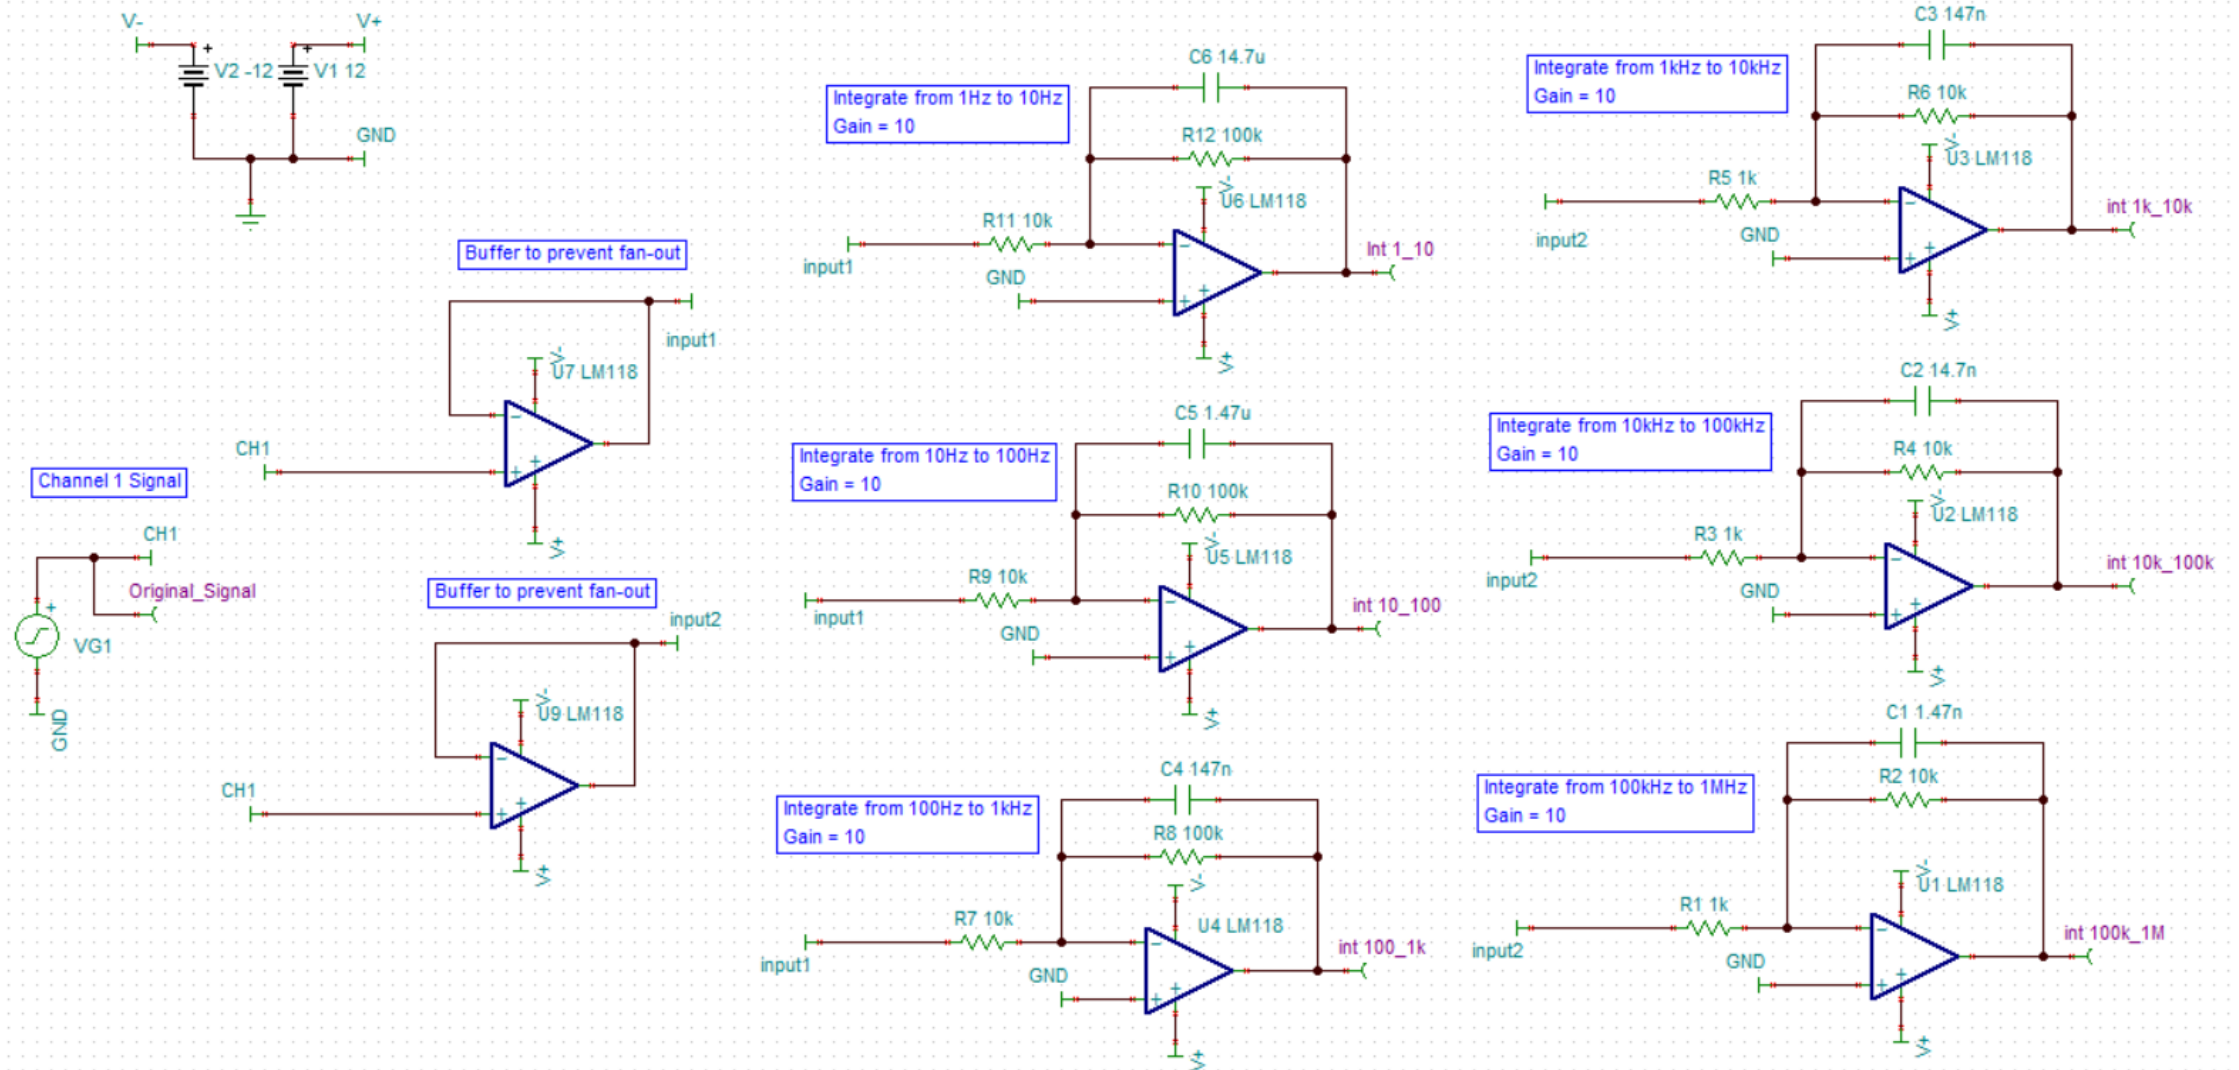 V-
V+
V2 -12
V1 12
GND
Buffer to prevent fan-out
input1
V-
U7 LM118
CH1
V+
Channel 1 Signal
CH1
Original_Signal
VG1
GND
Buffer to prevent fan-out
input2
V-
U9 LM118
CH1
V+
Integrate from 1Hz to 10Hz
Gain = 10
C6 14.7u
R12 100k
V-
U6 LM118
R11 10k
input1
GND
Int 1_10
V+
Integrate from 10Hz to 100Hz
Gain = 10
C5 1.47u
R10 100k
V-
U5 LM118
R9 10k
input1
GND
int 10_100
V+
Integrate from 100Hz to 1kHz
Gain = 10
C4 147n
R8 100k
V-
U4 LM118
R7 10k
input1
GND
int 100_1k
V+
Integrate from 1kHz to 10kHz
Gain = 10
C3 147n
R6 10k
V-
U3 LM118
R5 1k
input2
GND
int 1k_10k
V+
Integrate from 10kHz to 100kHz
Gain = 10
C2 14.7n
R4 10k
V-
U2 LM118
R3 1k
input2
GND
int 10k_100k
V+
Integrate from 100kHz to 1MHz
Gain = 10
C1 1.47n
R2 10k
V-
U1 LM118
R1 1k
input2
GND
int 100k_1M
V+